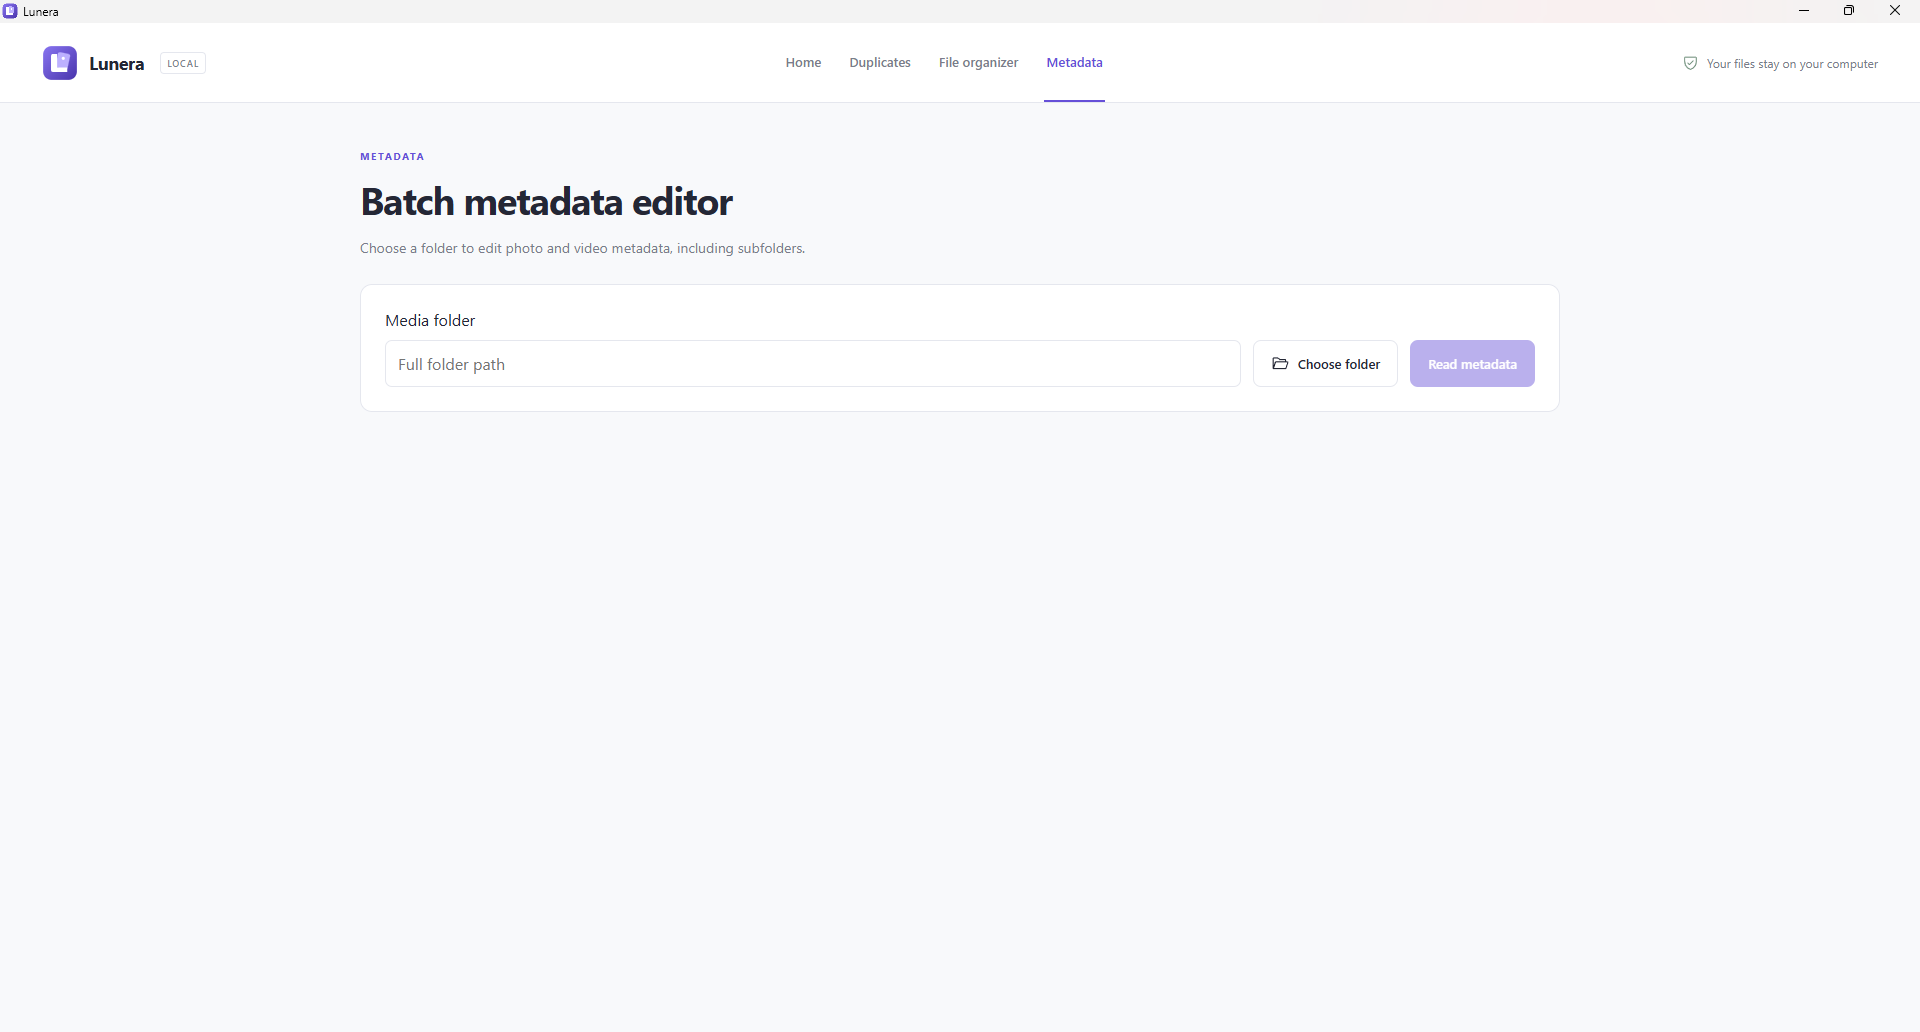 Lunera
Lunera LOCAL Home Duplicates File organizer Metadata Your files stay on your computer
METADATA
Batch metadata editor
Choose a folder to edit photo and video metadata, including subfolders.
Media folder
Full folder path Choose folder Read metadata